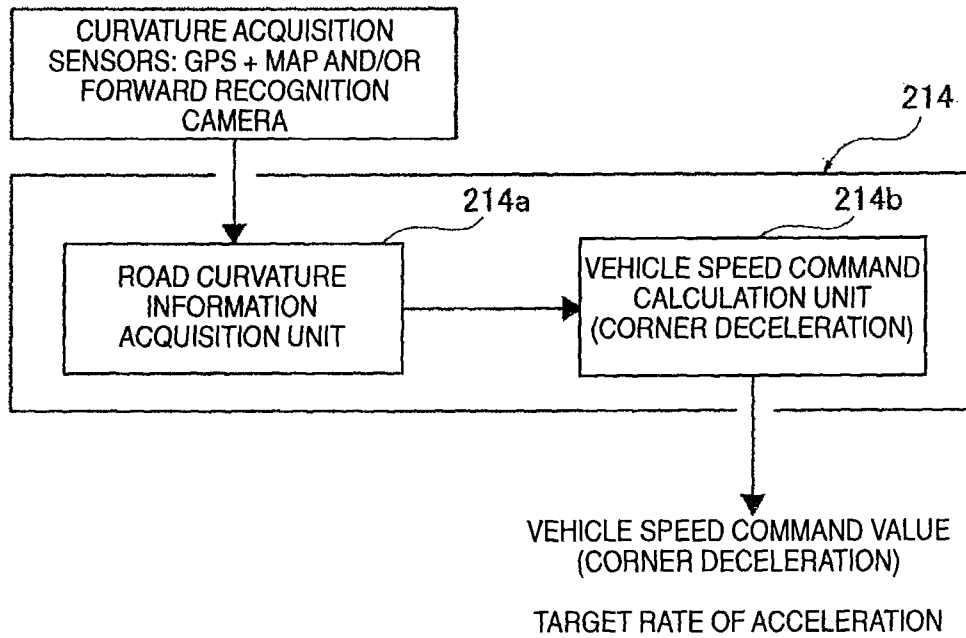 CURVATURE ACQUISITION
SENSORS: GPS + MAP AND/OR
FORWARD RECOGNITION
CAMERA
214
214a
214b
ROAD CURVATURE
INFORMATION
ACQUISITION UNIT
VEHICLE SPEED COMMAND
CALCULATION UNIT
(CORNER DECELERATION)
VEHICLE SPEED COMMAND VALUE
(CORNER DECELERATION)
TARGET RATE OF ACCELERATION